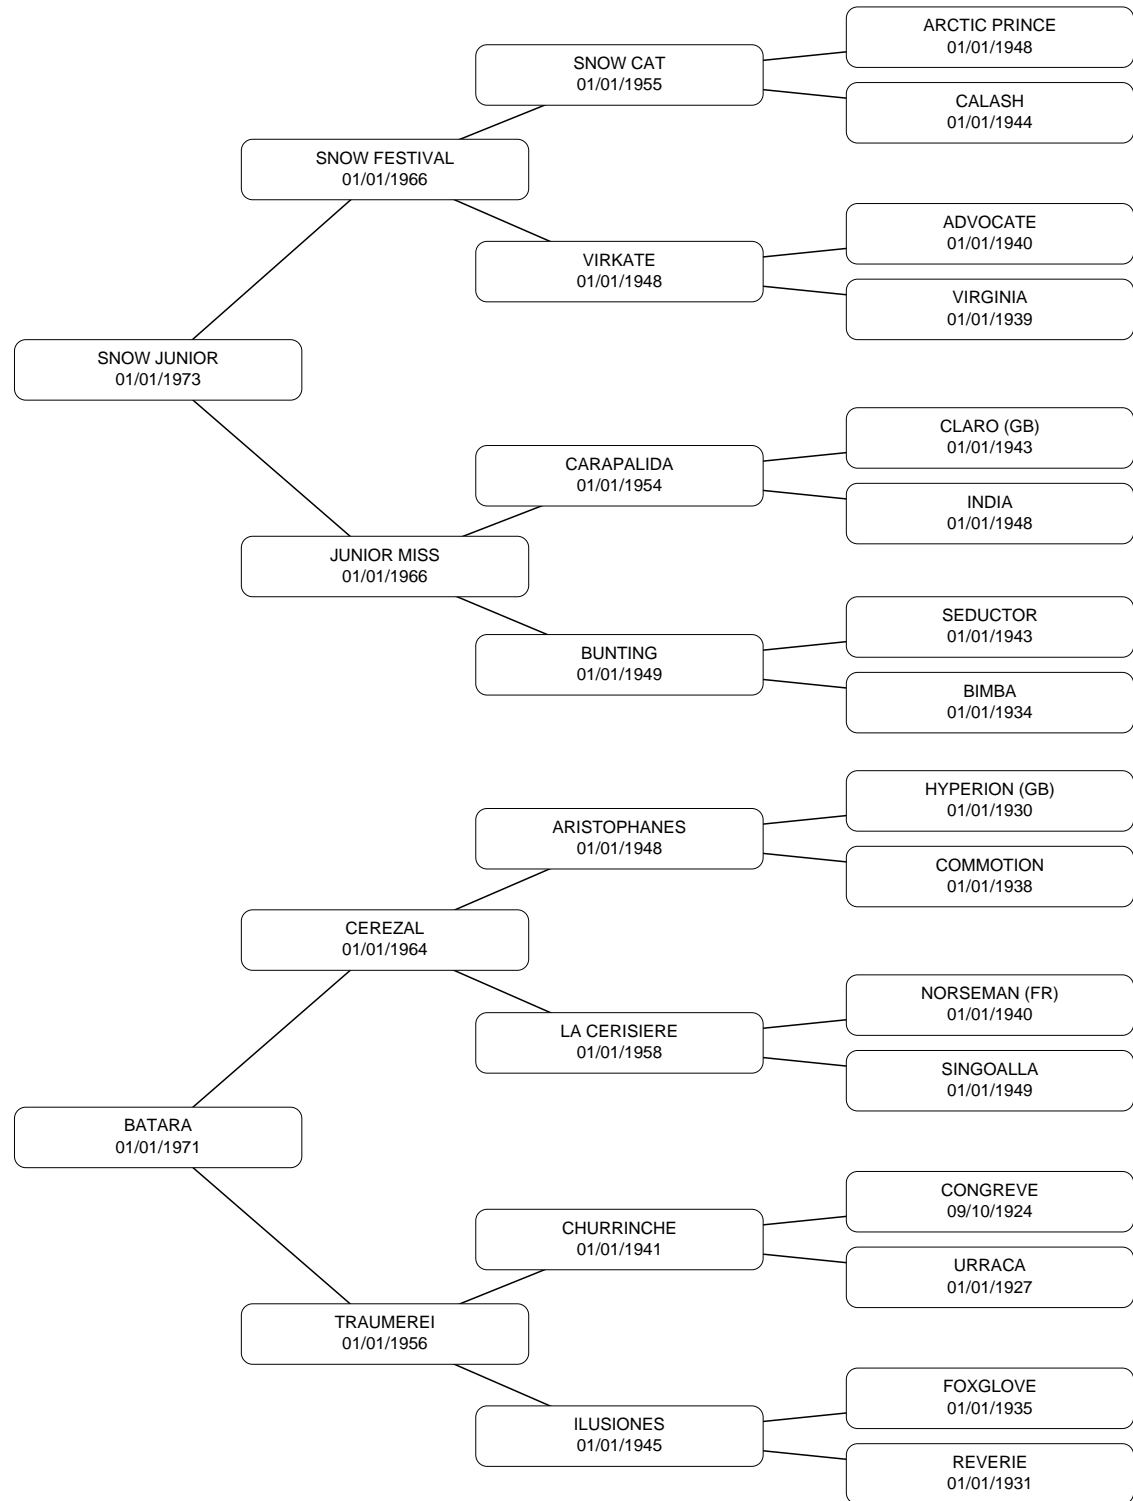 ARCTIC PRINCE
01/01/1948
SNOW CAT
01/01/1955
CALASH
01/01/1944
SNOW FESTIVAL
01/01/1966
ADVOCATE
01/01/1940
VIRKATE
01/01/1948
VIRGINIA
01/01/1939
SNOW JUNIOR
01/01/1973
CLARO (GB)
01/01/1943
CARAPALIDA
01/01/1954
INDIA
01/01/1948
JUNIOR MISS
01/01/1966
SEDUCTOR
01/01/1943
BUNTING
01/01/1949
BIMBA
01/01/1934
HYPERION (GB)
01/01/1930
ARISTOPHANES
01/01/1948
COMMOTION
01/01/1938
CEREZAL
01/01/1964
NORSEMAN (FR)
01/01/1940
LA CERISIERE
01/01/1958
SINGOALLA
01/01/1949
BATARA
01/01/1971
CONGREVE
09/10/1924
CHURRINCHE
01/01/1941
URRACA
01/01/1927
TRAUMEREI
01/01/1956
FOXGLOVE
01/01/1935
ILUSIONES
01/01/1945
REVERIE
01/01/1931